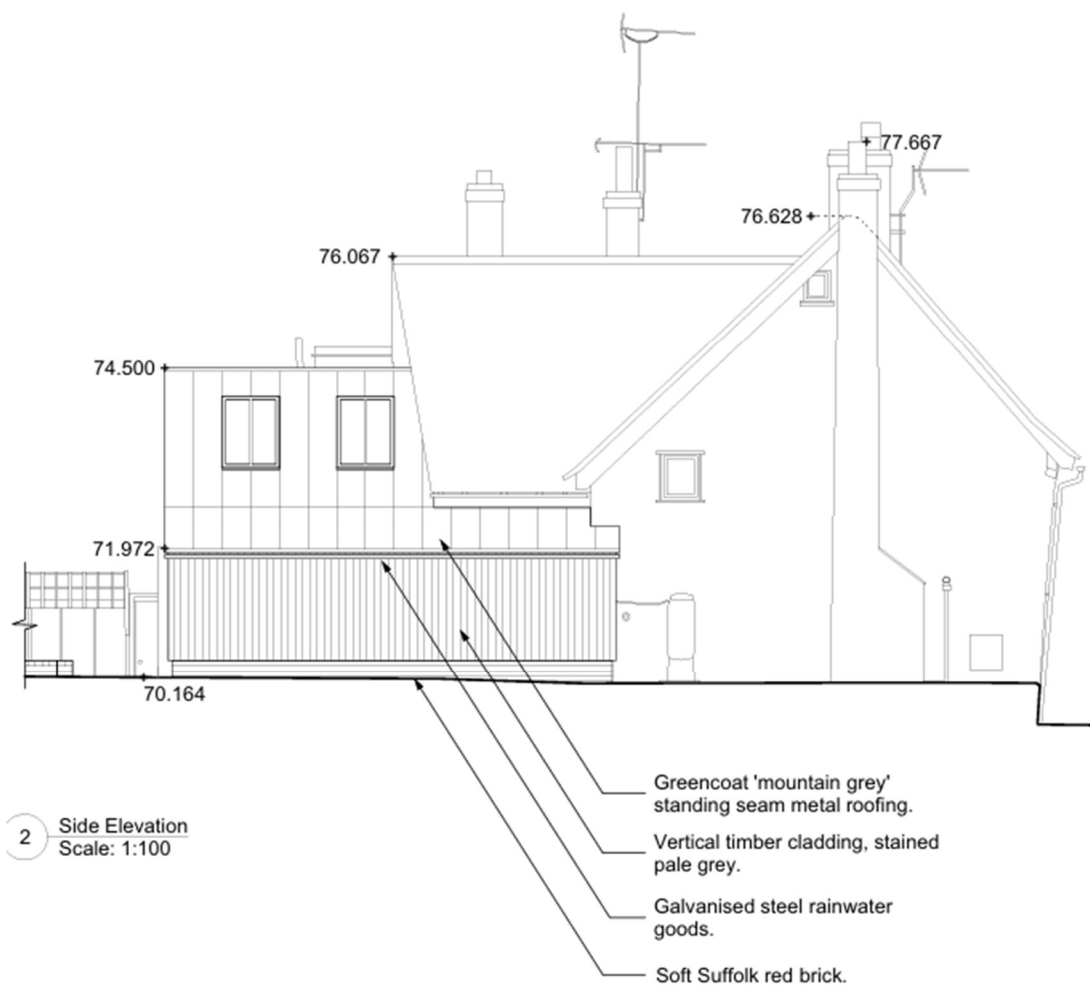 77.667
76.628
76.067
74.500
71.972
70.164
Greencoat 'mountain grey'
standing seam metal roofing.
2
Side Elevation
Scale: 1:100
Vertical timber cladding, stained
pale grey.
Galvanised steel rainwater
goods.
Soft Suffolk red brick.